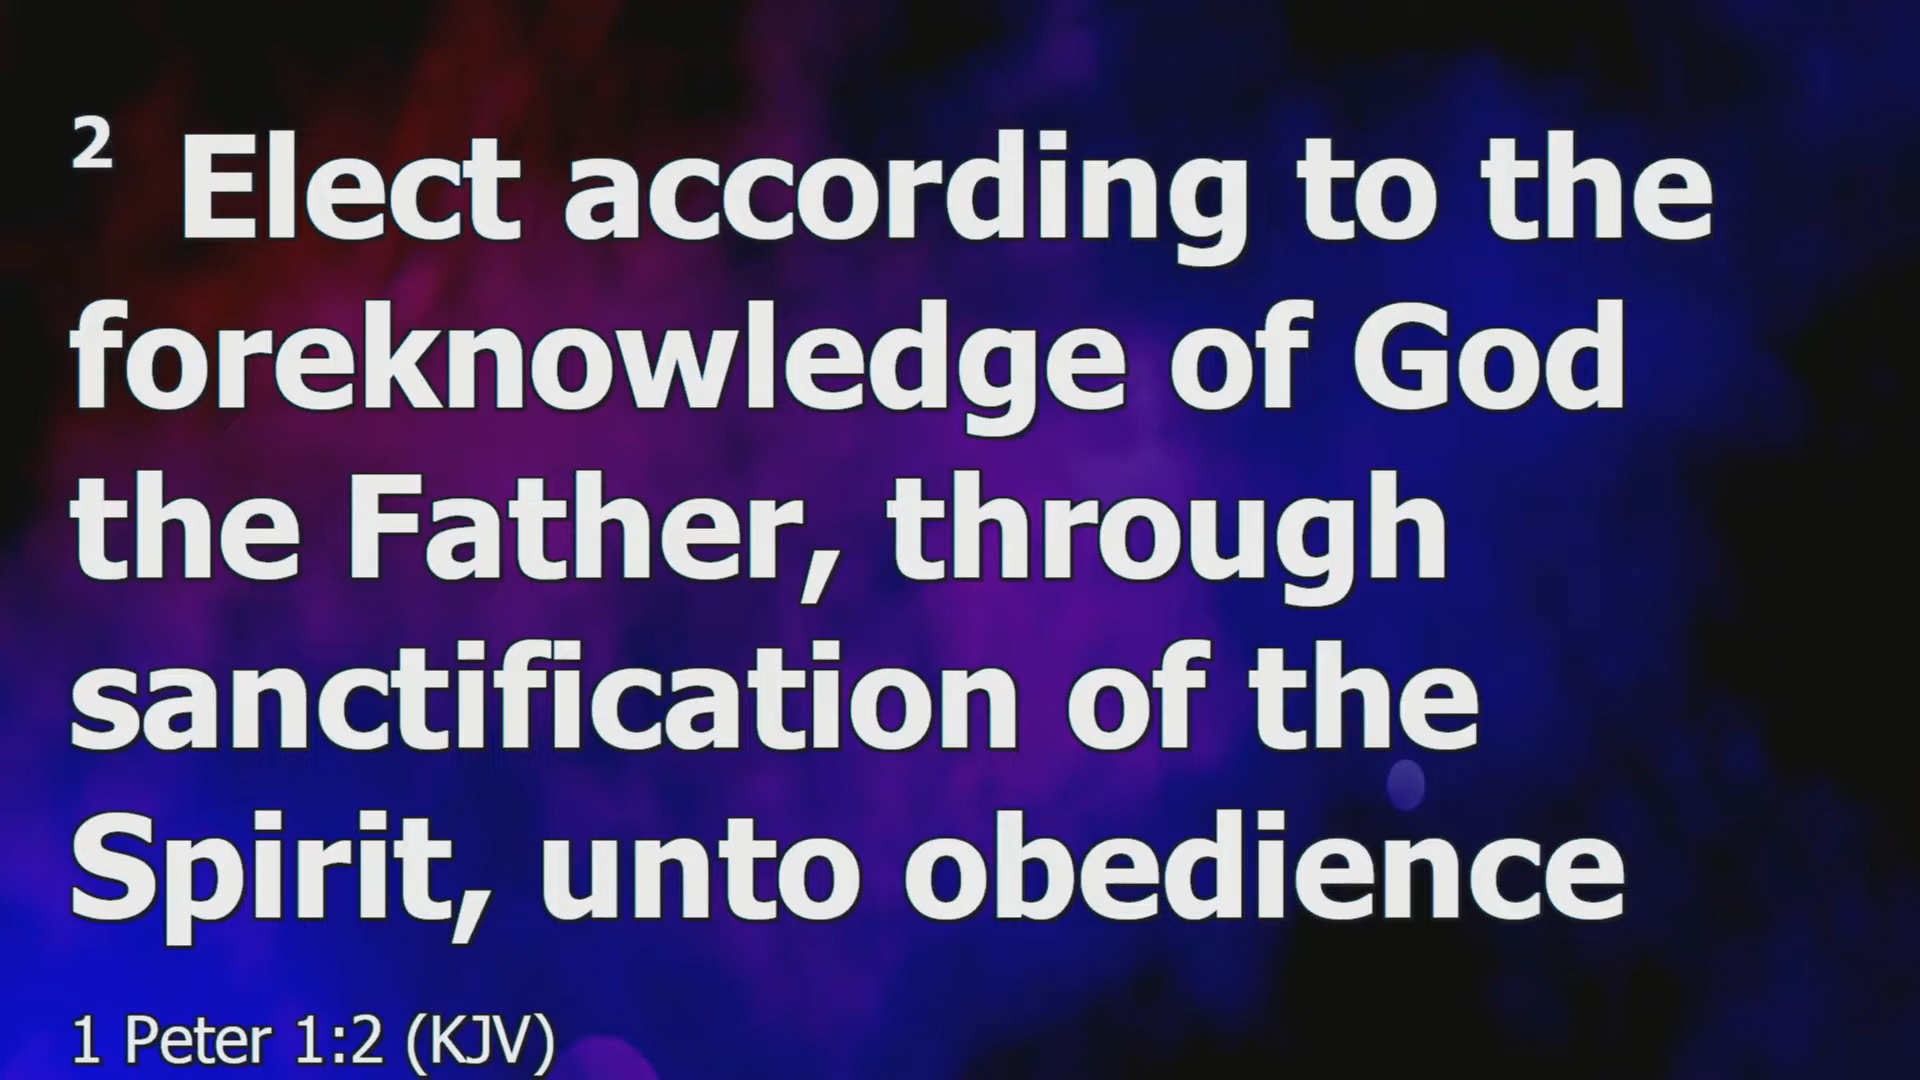 2 Elect according to the
foreknowledge of God
the Father, through
sanctification of the
Spirit, unto obedience
1 Peter 1:2 (KJV)